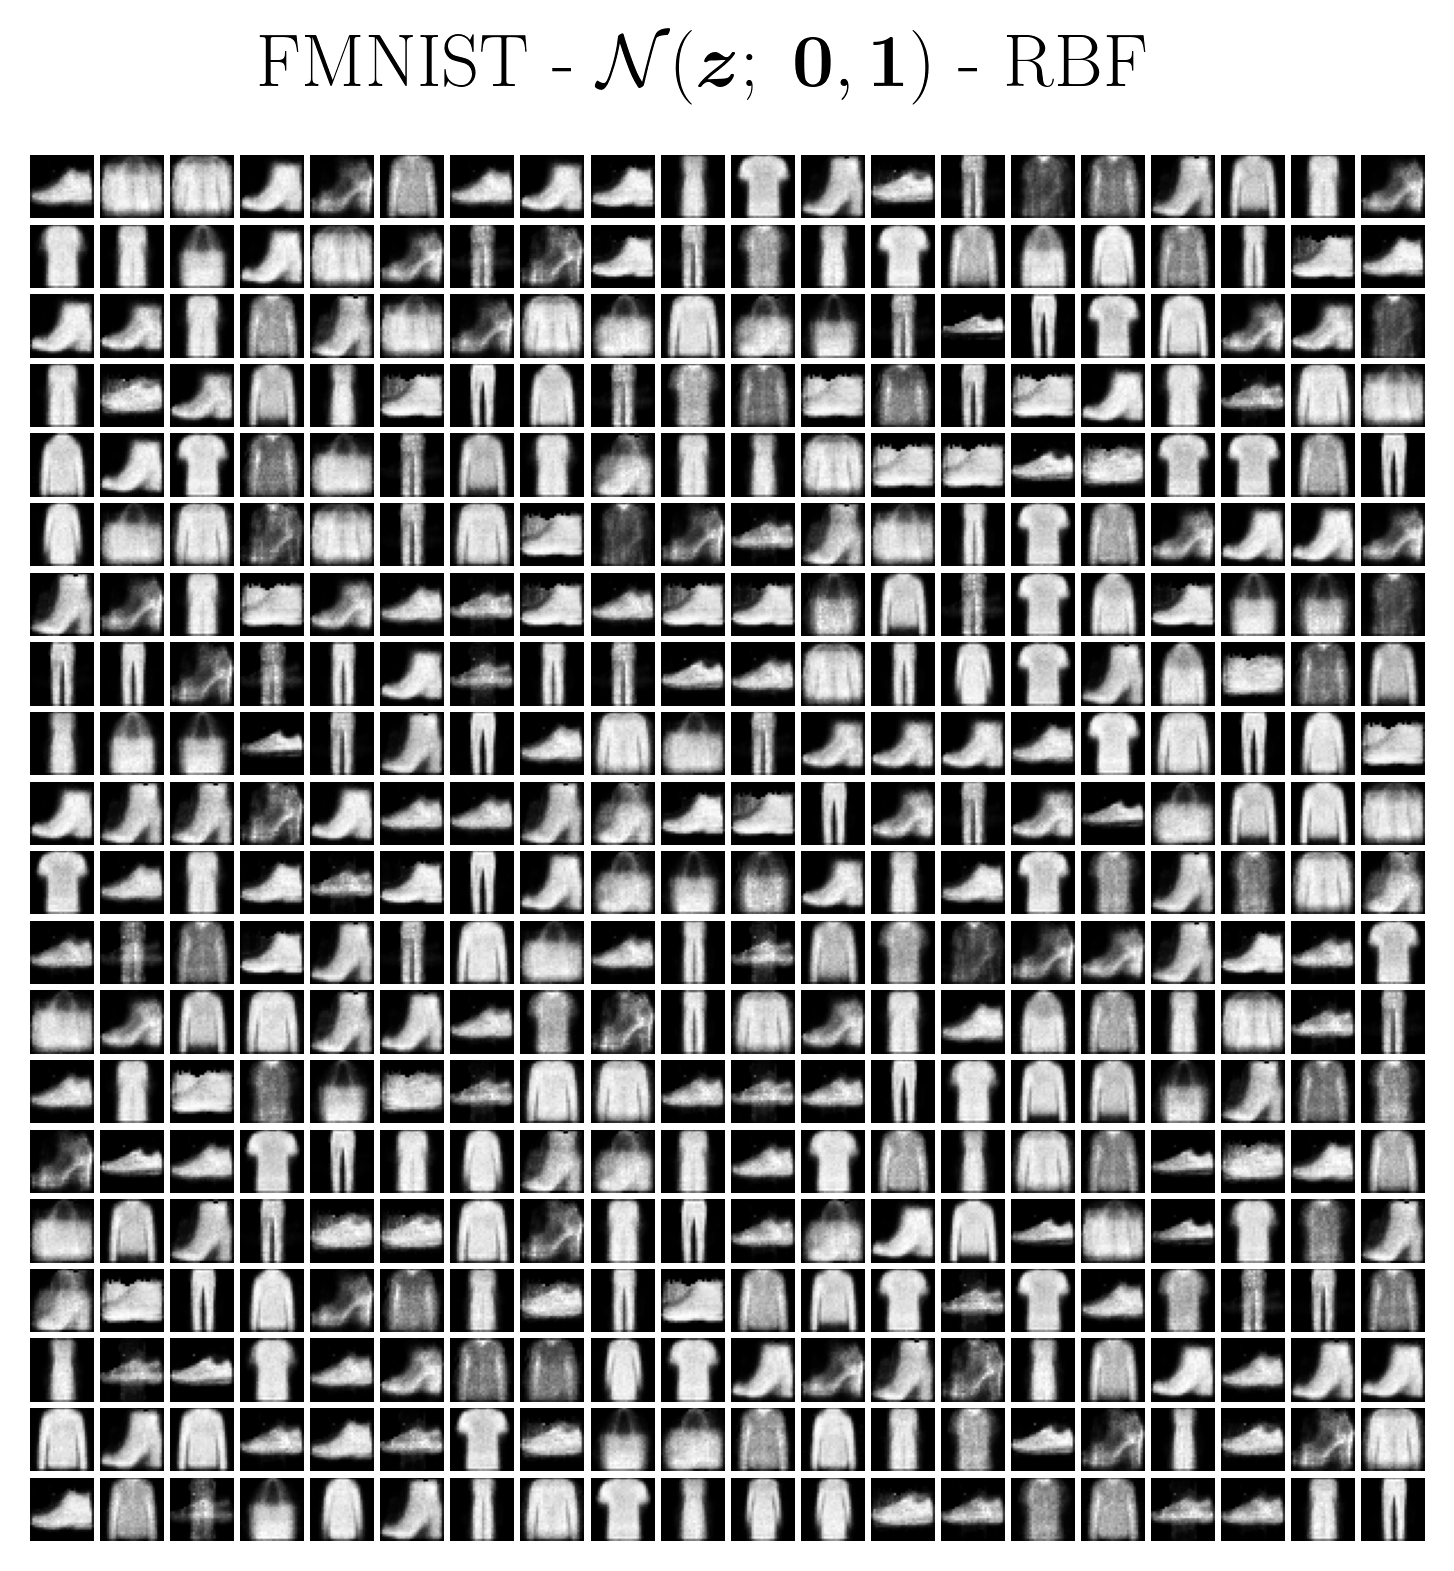 FMNIST - 𝒩(𝒛; 𝟎, 𝟏) - RBF